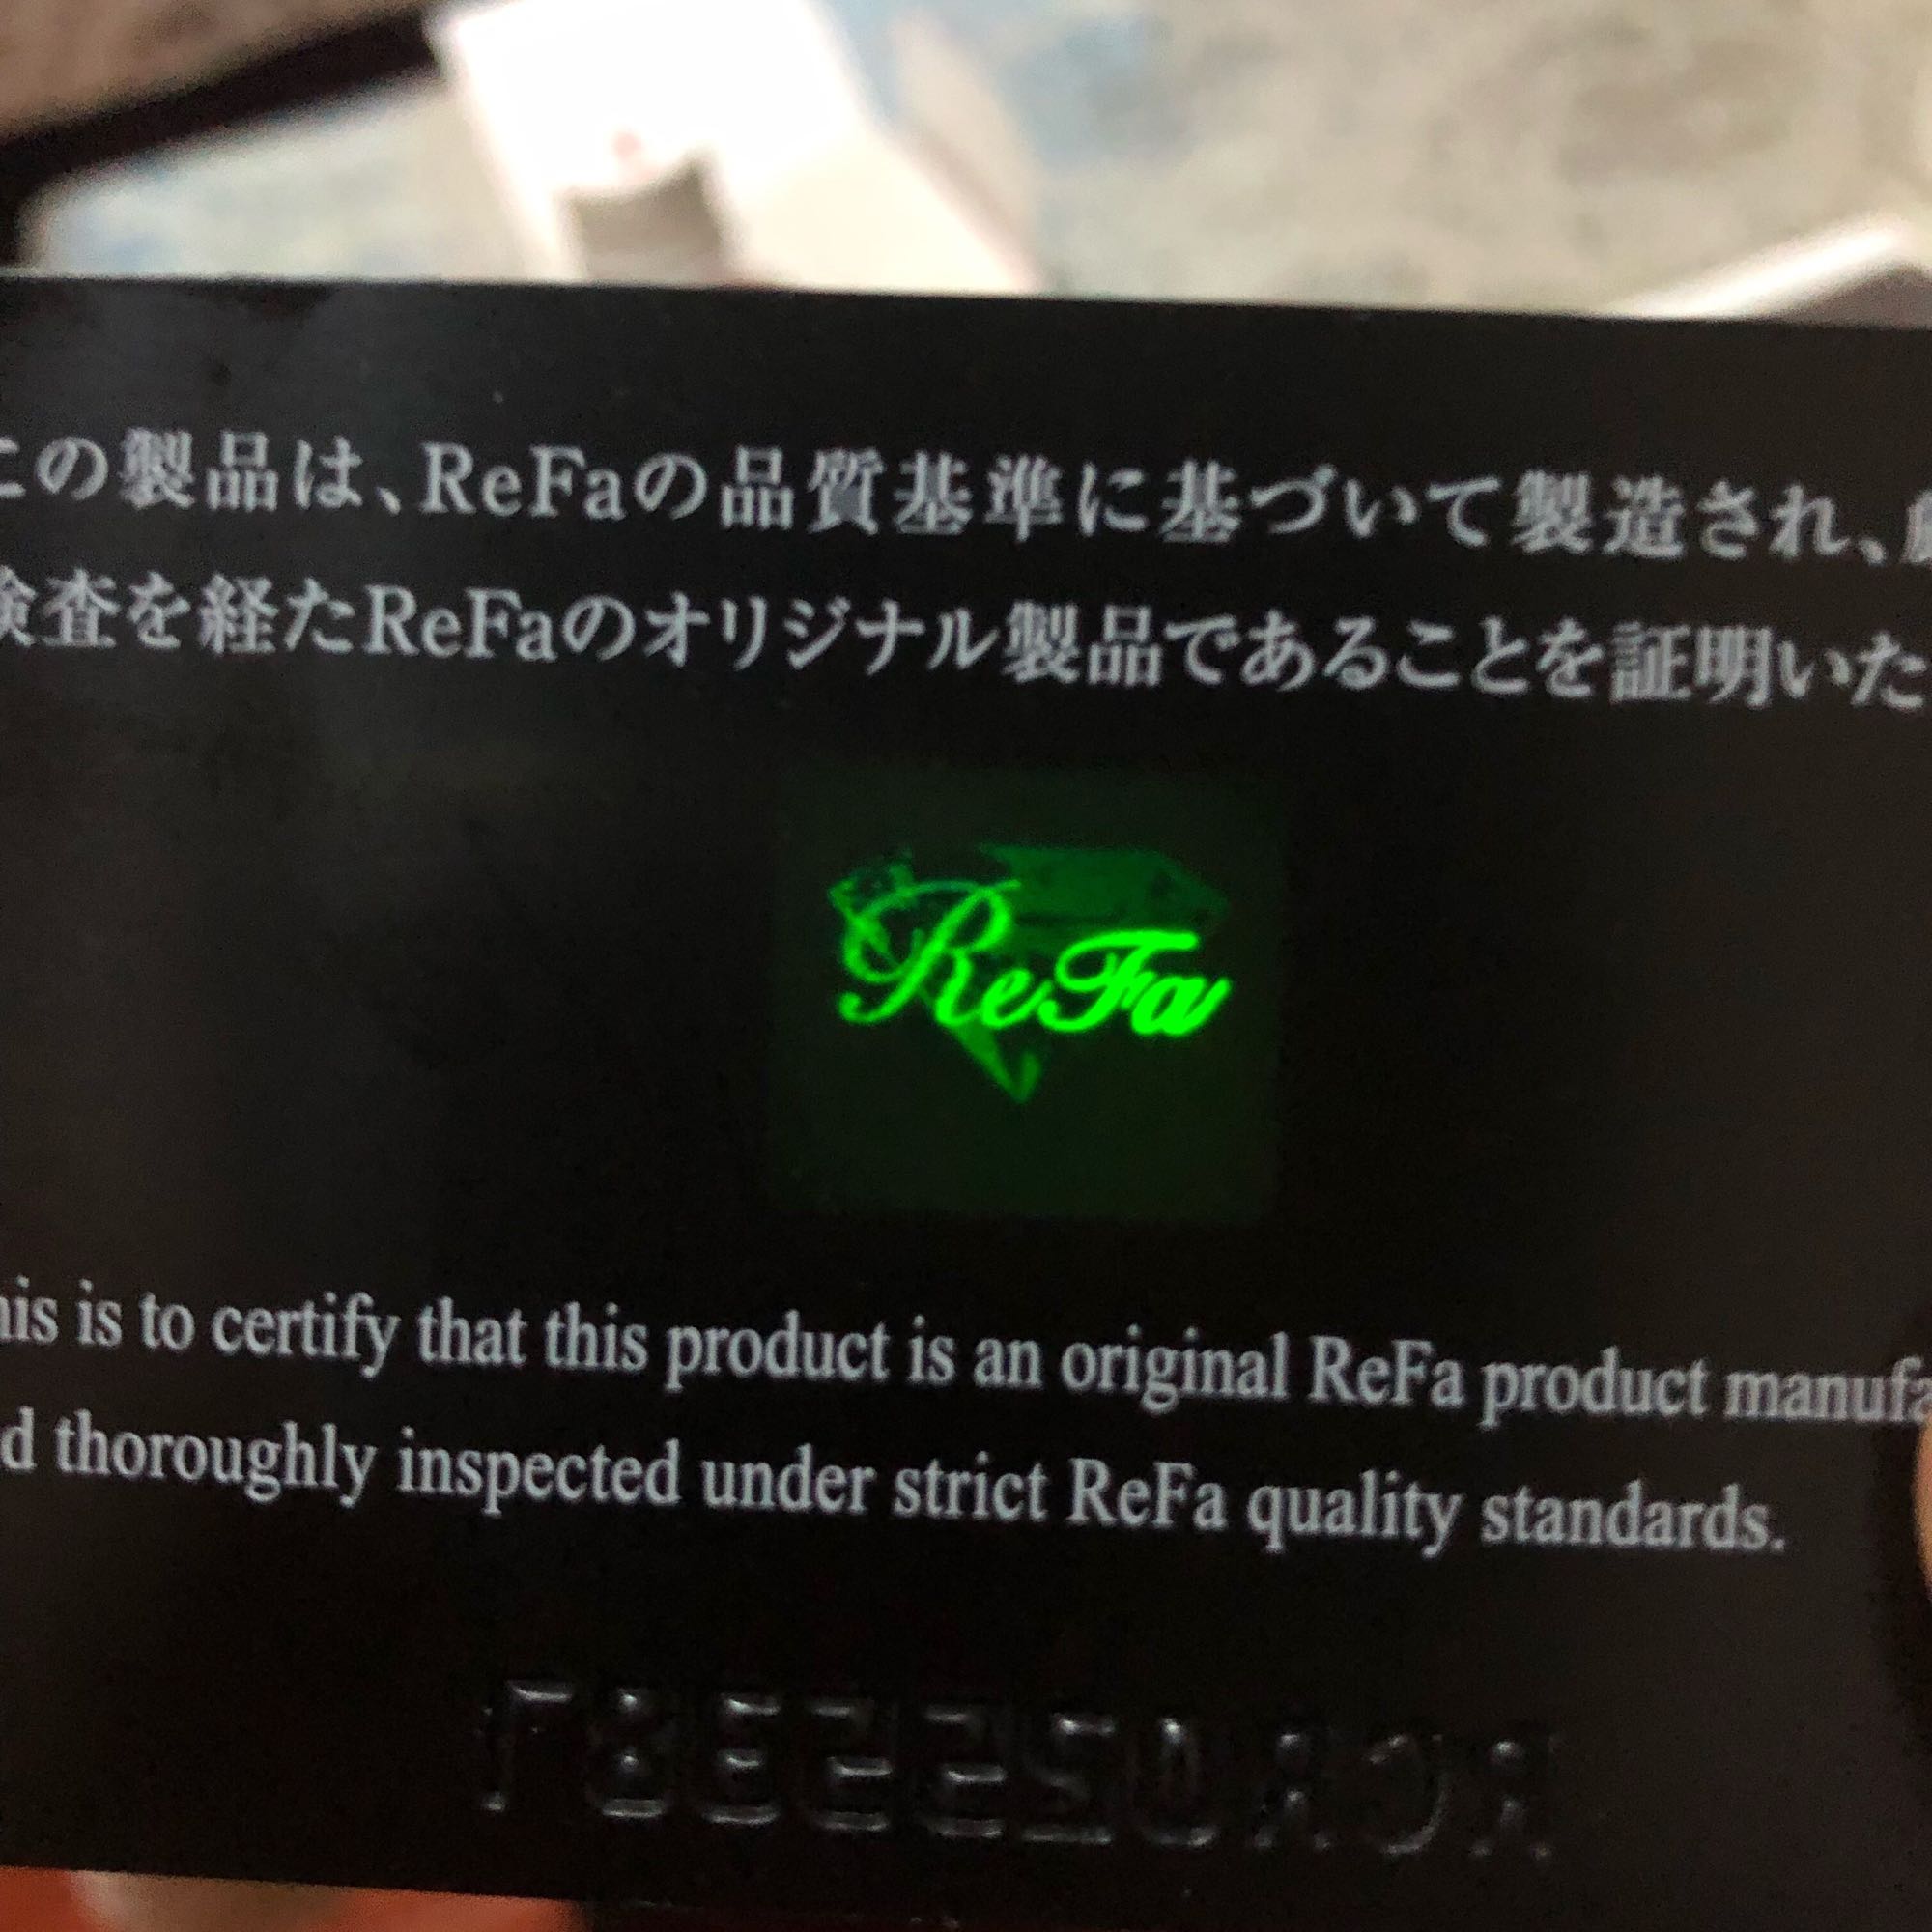 この製品は、ReFaの品質基準に基づいて製造され、
検査を経たReFaのオリジナル製品であることを証明いた
ReFa
his is to certify that this product is an original ReFa product manufa
d thoroughly inspected under strict ReFa quality standards.